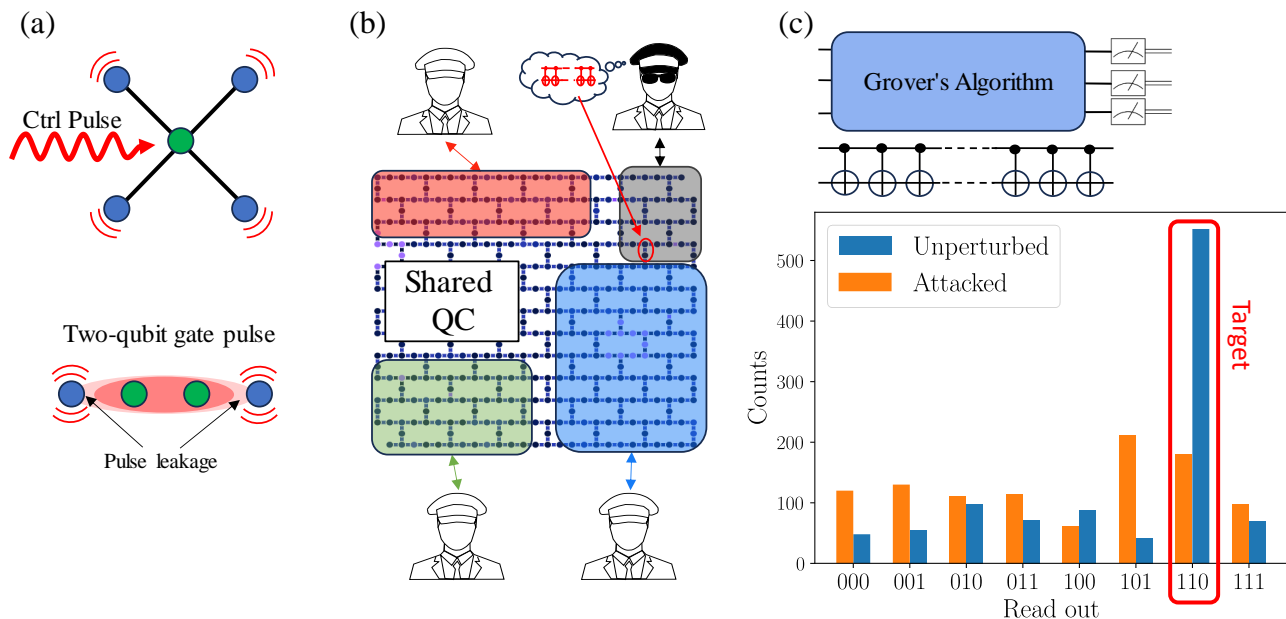 (a)
Ctrl Pulse
Two-qubit gate pulse
Pulse leakage
(b)
Shared
QC
(c)
Grover's Algorithm
Unperturbed
Attacked
Target
Counts
500
400
300
200
100
0
000 001 010 011 100 101 110 111
Read out